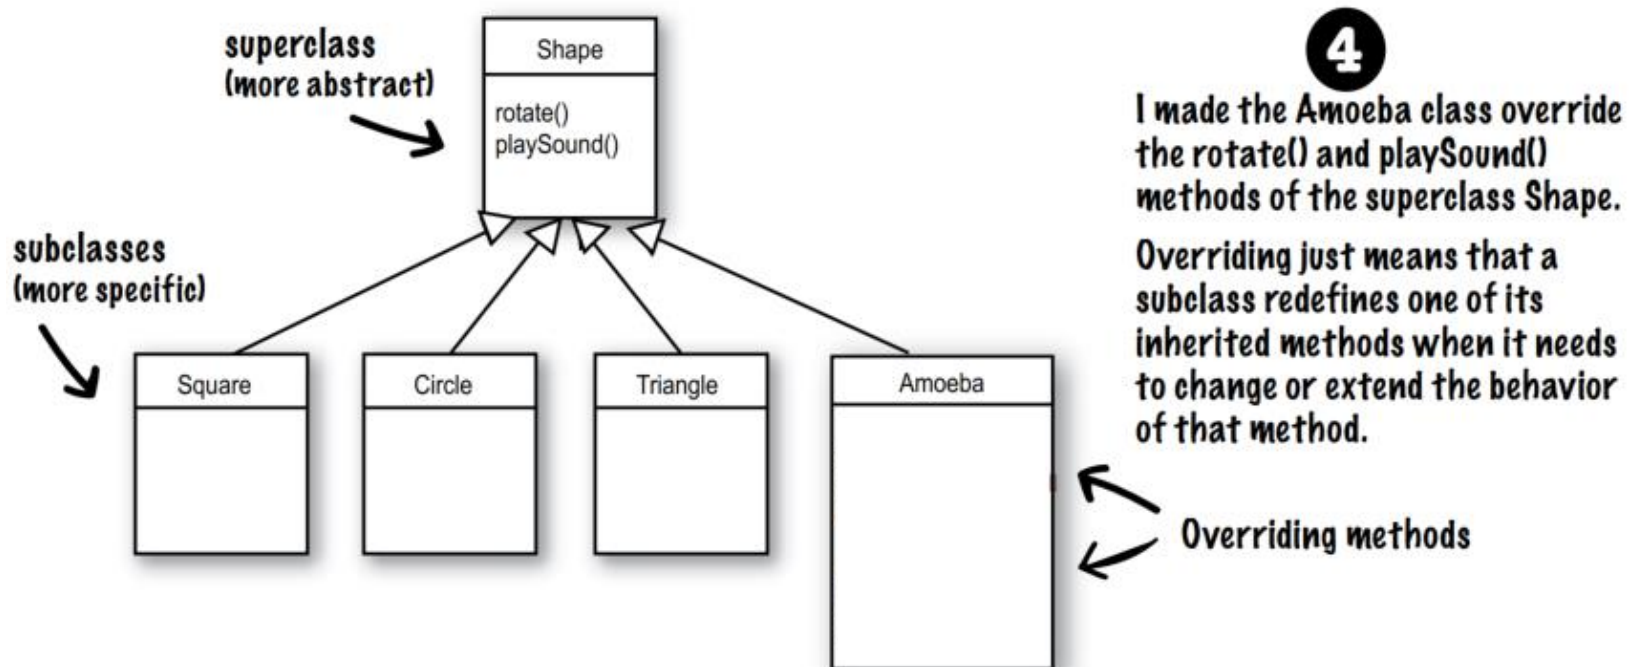 superclass
(more abstract)
Shape
rotate()
playSound()
4
I made the Amoeba class override
the rotate() and playSound()
methods of the superclass Shape.
Overriding just means that a
subclass redefines one of its
inherited methods when it needs
to change or extend the behavior
of that method.
subclasses
(more specific)
Square
Circle
Triangle
Amoeba
Overriding methods